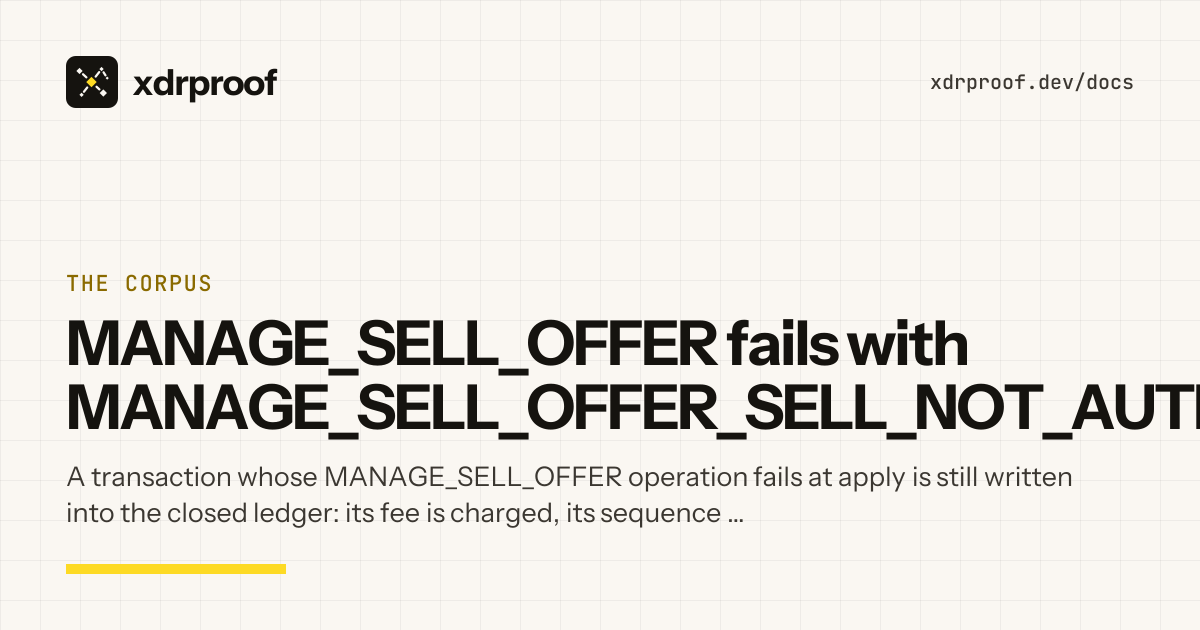 xdrproof
xdrproof.dev/docs
THE CORPUS
MANAGE_SELL_OFFER fails with
MANAGE_SELL_OFFER_SELL_NOT_AUT
A transaction whose MANAGE_SELL_OFFER operation fails at apply is still written
into the closed ledger: its fee is charged, its sequence ...